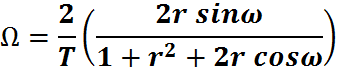 Ω = 2/T ( 2r sinω / 1 + r² + 2r cosω )